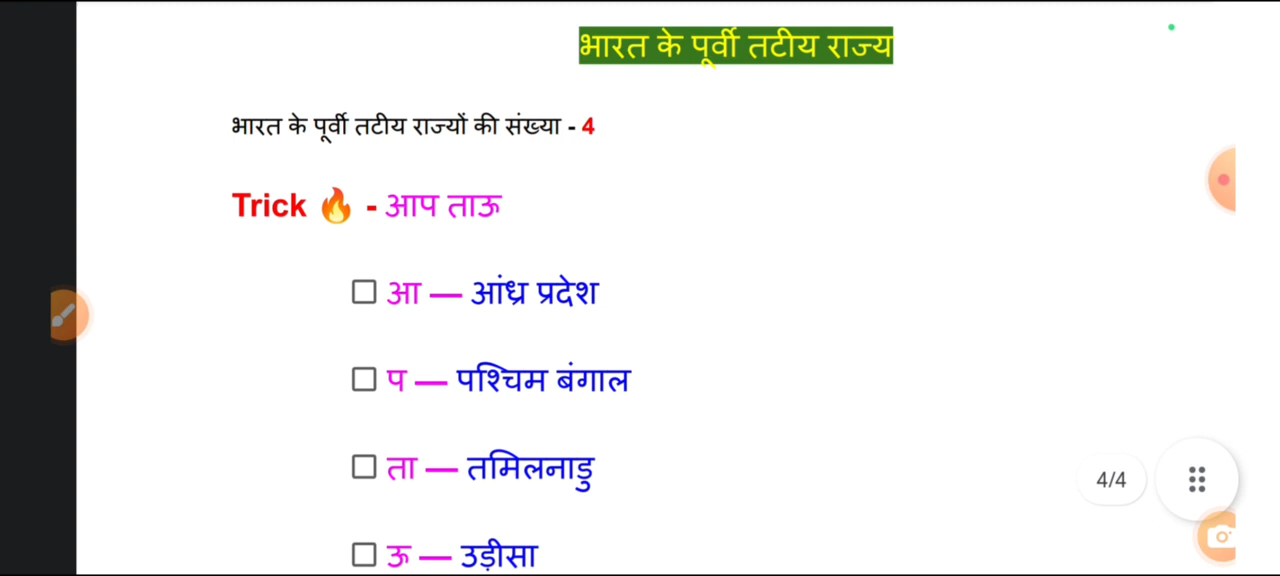 भारत के पूर्वी तटीय राज्य
भारत के पूर्वी तटीय राज्यों की संख्या - 4
Trick 🔥 - आप ताऊ
आ — आंध्र प्रदेश
प — पश्चिम बंगाल
ता — तमिलनाडु
4/4
ऊ — उड़ीसा